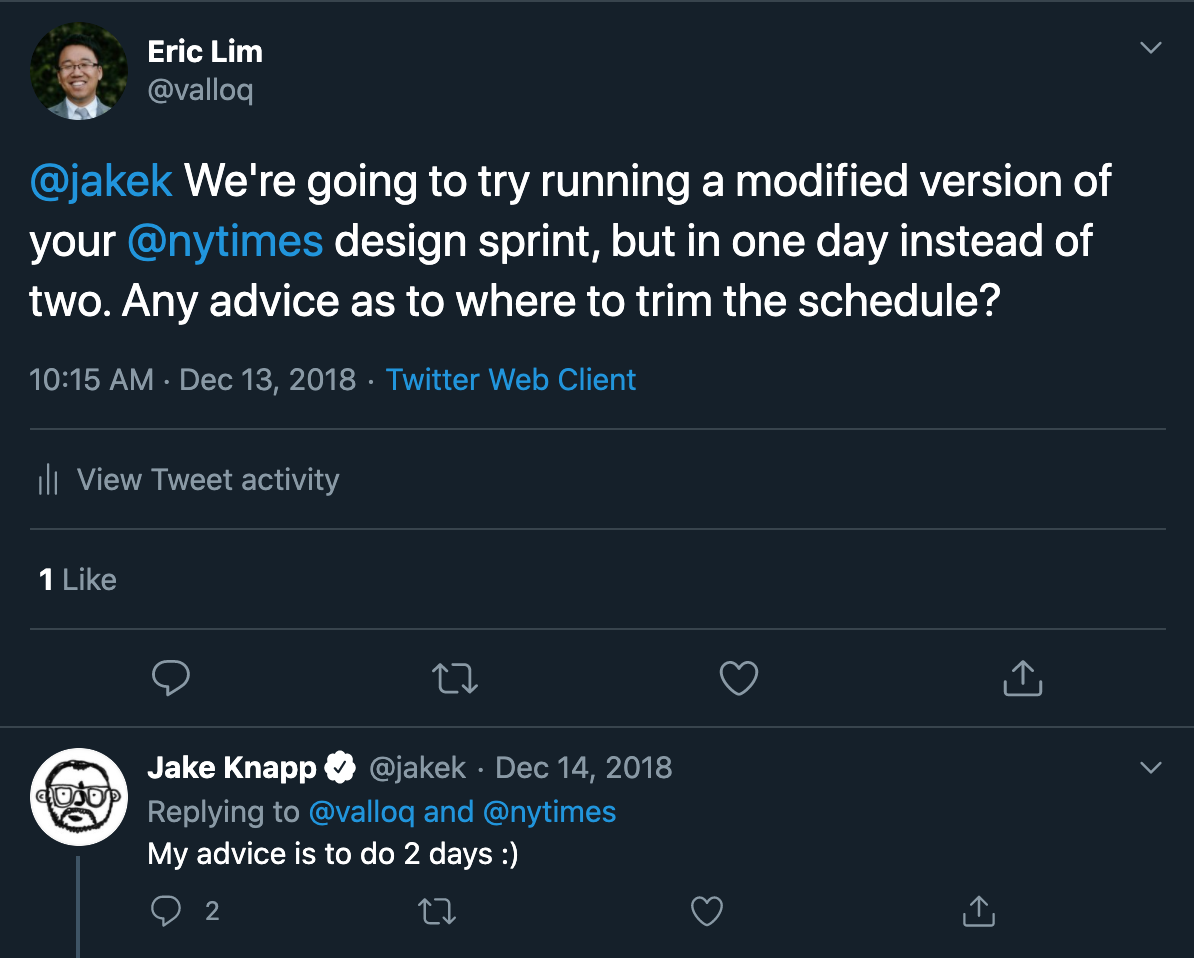 Eric Lim
@valloq
@jakek We're going to try running a modified version of
your @nytimes design sprint, but in one day instead of
two. Any advice as to where to trim the schedule?
10:15 AM · Dec 13, 2018 · Twitter Web Client
View Tweet activity
1 Like
Jake Knapp @jakek · Dec 14, 2018
Replying to @valloq and @nytimes
My advice is to do 2 days :)
2